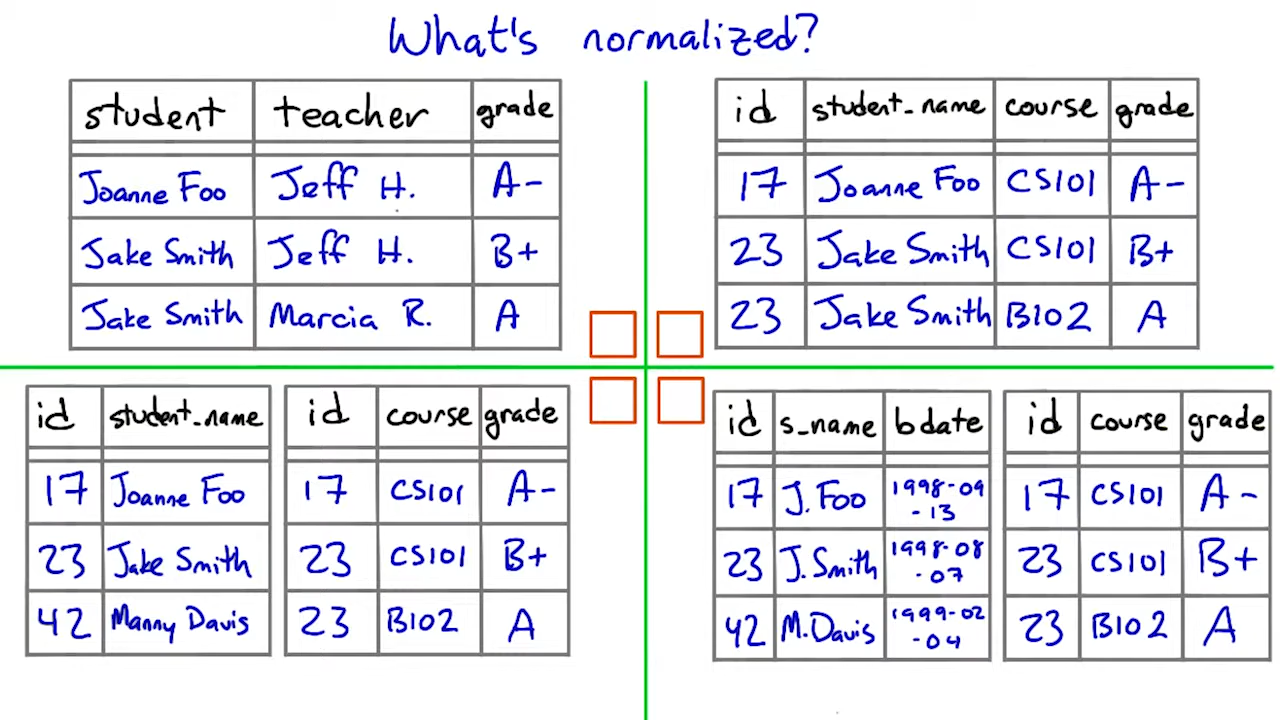 What's normalized?
student teacher grade
Joanne Foo Jeff H. A-
Jake Smith Jeff H. B+
Jake Smith Marcia R. A
id student_name course grade
17 Joanne Foo CS101 A-
23 Jake Smith CS101 B+
23 Jake Smith B102 A
id student_name
17 Joanne Foo
23 Jake Smith
42 Manny Davis
id course grade
17 CS101 A-
23 CS101 B+
23 B102 A
id s_name bdate
17 J. Foo 1998-09
-13
23 J. Smith 1998-08
-07
42 M. Davis 1999-02
-04
id course grade
17 CS101 A-
23 CS101 B+
23 B102 A